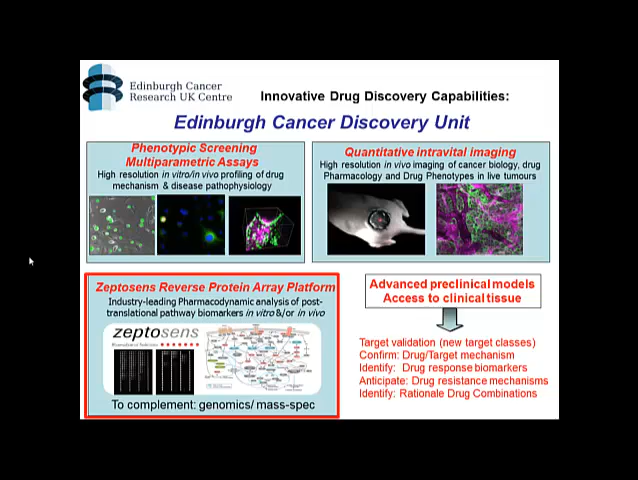 Edinburgh Cancer
Research UK Centre
Innovative Drug Discovery Capabilities:
Edinburgh Cancer Discovery Unit
Phenotypic Screening
Multiparametric Assays
High resolution in vitro/in vivo profiling of drug
mechanism & disease pathophysiology
Quantitative intravital imaging
High resolution in vivo imaging of cancer biology, drug
Pharmacology and Drug Phenotypes in live tumours
Zeptosens Reverse Protein Array Platform
Industry-leading Pharmacodynamic analysis of post-
translational pathway biomarkers in vitro &/or in vivo
zeptosens
To complement: genomics/ mass-spec
Advanced preclinical models
Access to clinical tissue
Target validation (new target classes)
Confirm: Drug/Target mechanism
Identify: Drug response biomarkers
Anticipate: Drug resistance mechanisms
Identify: Rationale Drug Combinations